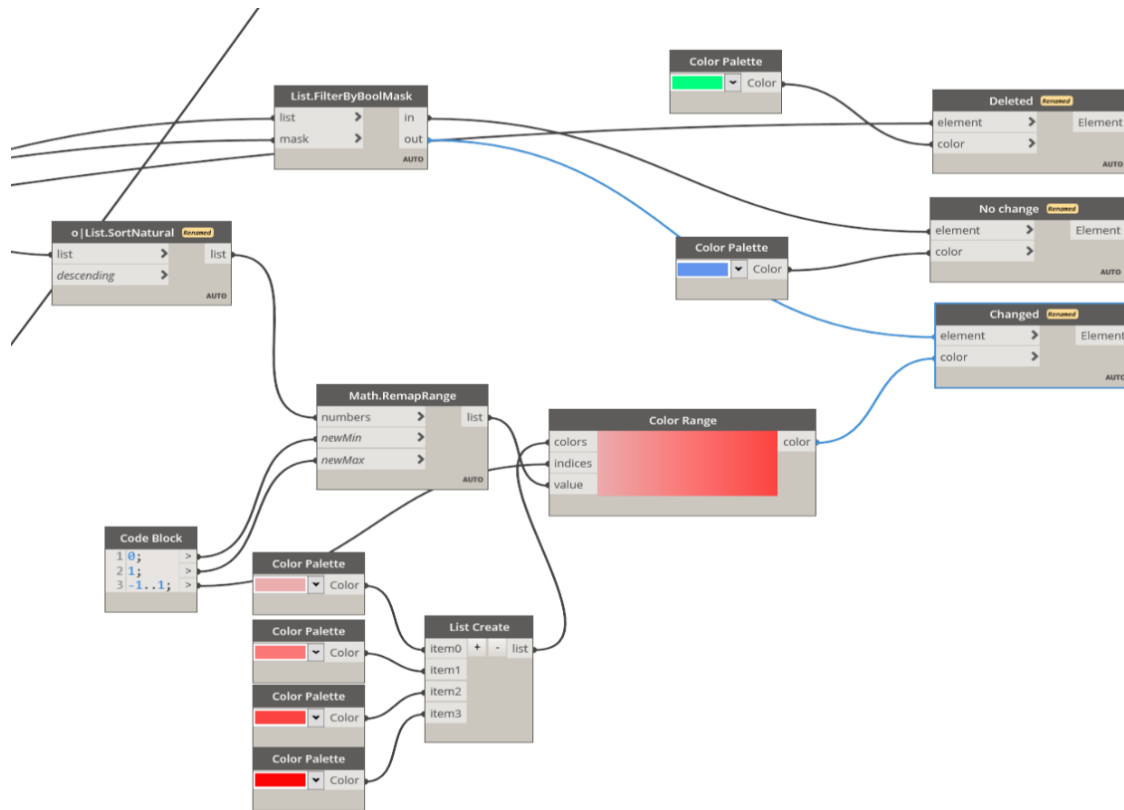 List.FilterByBoolMask
list > in
mask > out
AUTO
Color Palette
Color
Deleted Renamed
element > Element
color >
AUTO
o|List.SortNatural Renamed
list > list
descending >
AUTO
Color Palette
Color
No change Renamed
element > Element
color >
AUTO
Changed Renamed
element > Element
color >
AUTO
Math.RemapRange
numbers > list
newMin >
newMax >
AUTO
Color Range
colors color
indices
value
Code Block
1 0; >
2 1; >
3 -1..1; >
Color Palette
Color
Color Palette
Color
Color Palette
Color
Color Palette
Color
List Create
item0 + - list
item1
item2
item3